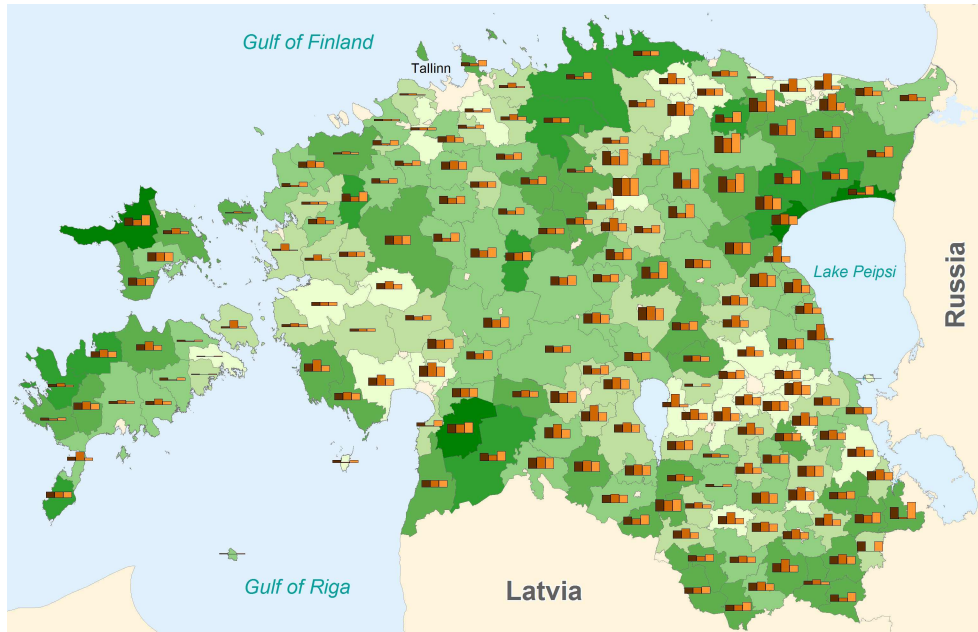 Gulf of Finland
Tallinn
Russia
Lake Peipsi
Gulf of Riga
Latvia